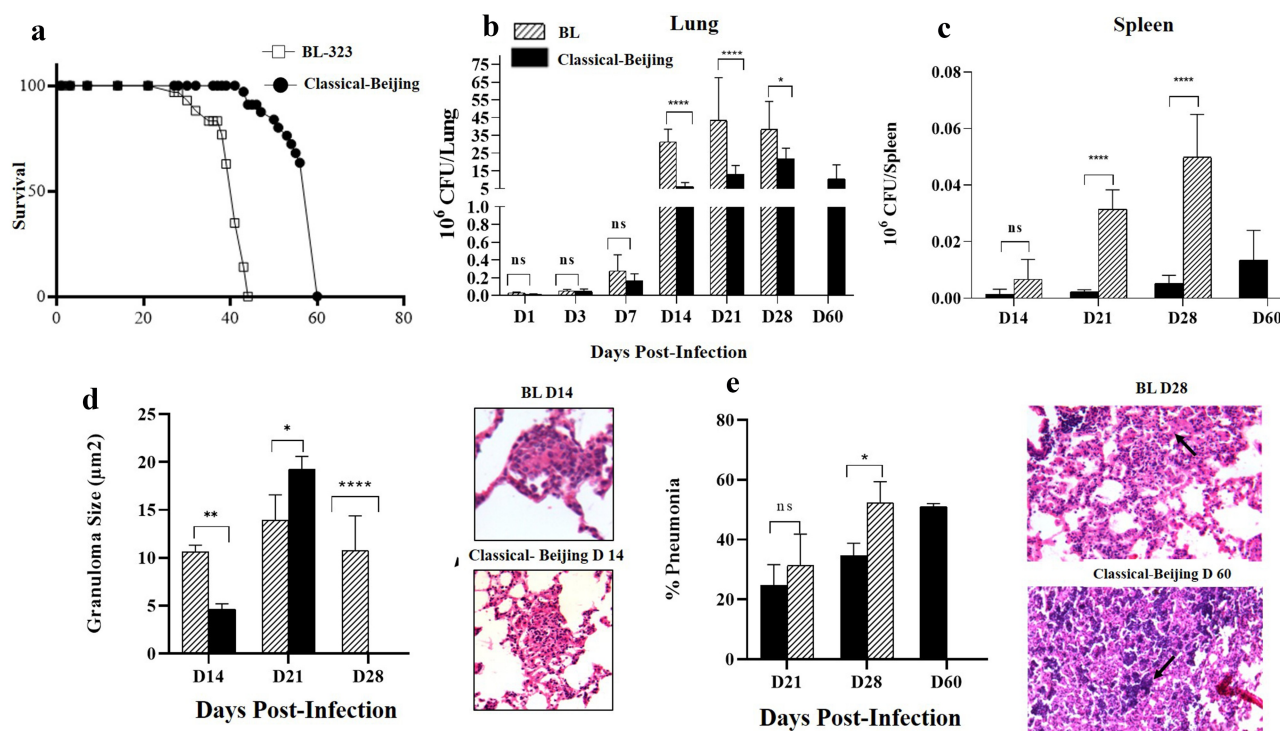 a
BL-323
Classical-Beijing
Survival
100
50
0
0 20 40 60 80
b
Lung
BL
Classical-Beijing
10⁶ CFU/Lung
75
65
55
45
35
25
15
5
1.0
0.8
0.6
0.4
0.2
0.0
ns
ns
ns
****
****
*
D1 D3 D7 D14 D21 D28 D60
Days Post-Infection
c
Spleen
10⁶ CFU/Spleen
0.08
0.06
0.04
0.02
0.00
ns
****
****
D14 D21 D28 D60
d
Granuloma Size (μm2)
25
20
15
10
5
0
**
*
****
D14 D21 D28
Days Post-Infection
BL D14
Classical- Beijing D 14
e
% Pneumonia
80
60
40
20
0
ns
*
D21 D28 D60
Days Post-Infection
BL D28
Classical-Beijing D 60